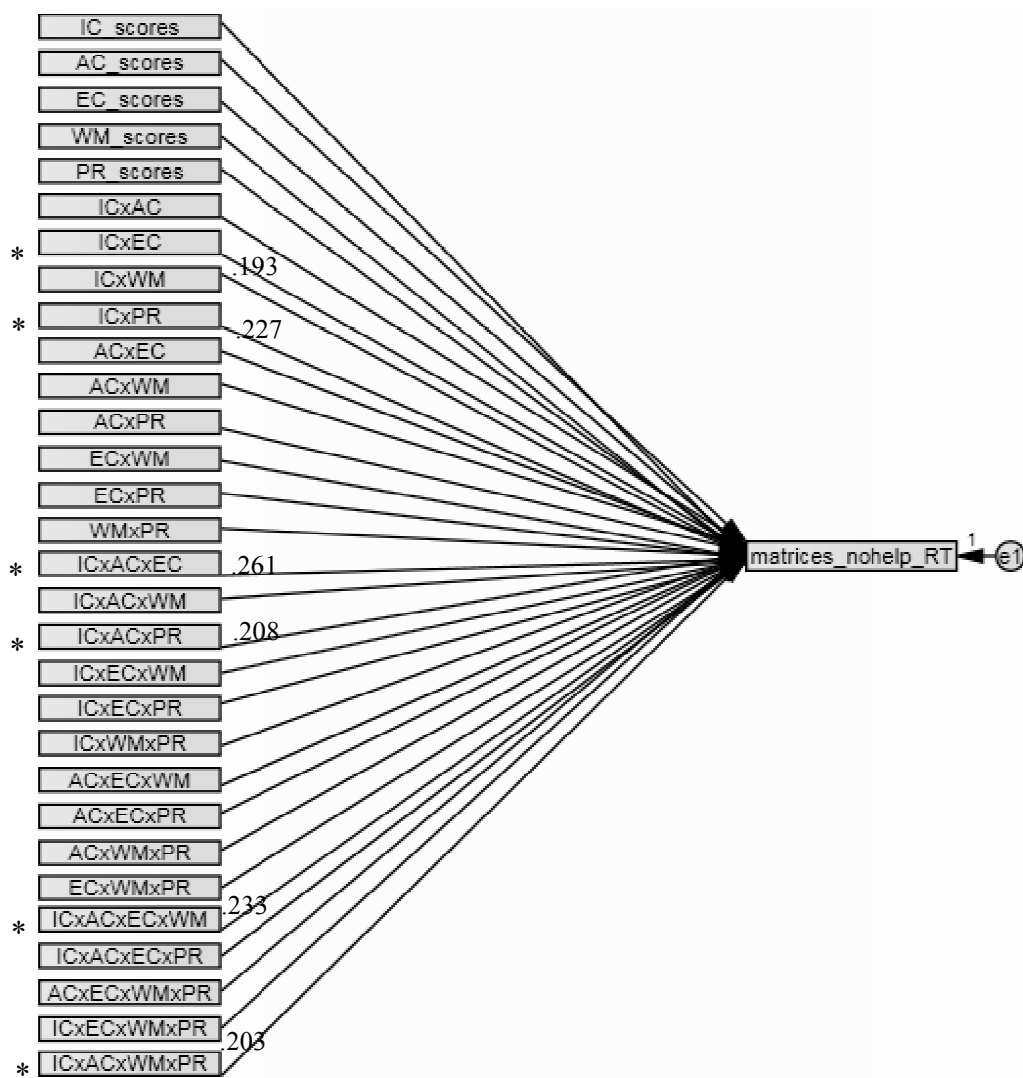 IC_scores
AC_scores
EC_scores
WM_scores
PR_scores
ICxAC
ICxEC
* .193
ICxWM
ICxPR
* .227
ACxEC
ACxWM
ACxPR
ECxWM
ECxPR
WMxPR
* ICxACxEC .261
matrices_nohelp_RT 1 e1
ICxACxWM
* ICxACxPR .208
ICxECxWM
ICxECxPR
ICxWMxPR
ACxECxWM
ACxECxPR
ACxWMxPR
ECxWMxPR
.233
* ICxACxECxWM
ICxACxECxPR
ACxECxWMxPR
ICxECxWMxPR
.203
* ICxACxWMxPR